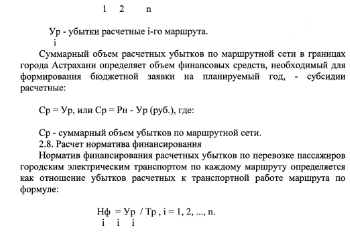 1 2 n
Ур - убытки расчетные i-го маршрута.
i
Суммарный объем расчетных убытков по маршрутной сети в границах
города Астрахани определяет объем финансовых средств, необходимый для
формирования бюджетной заявки на планируемый год, - субсидии
расчетные:
Ср = Ур, или Ср = Рн - Ур (руб.), где:
Ср - суммарный объем убытков по маршрутной сети.
2.8. Расчет норматива финансирования
Норматив финансирования расчетных убытков по перевозке пассажиров
городским электрическим транспортом по каждому маршруту определяется
как отношение убытков расчетных к транспортной работе маршрута по
формуле:
Нф = Ур / Тр , i = 1, 2, ..., n.
i i i